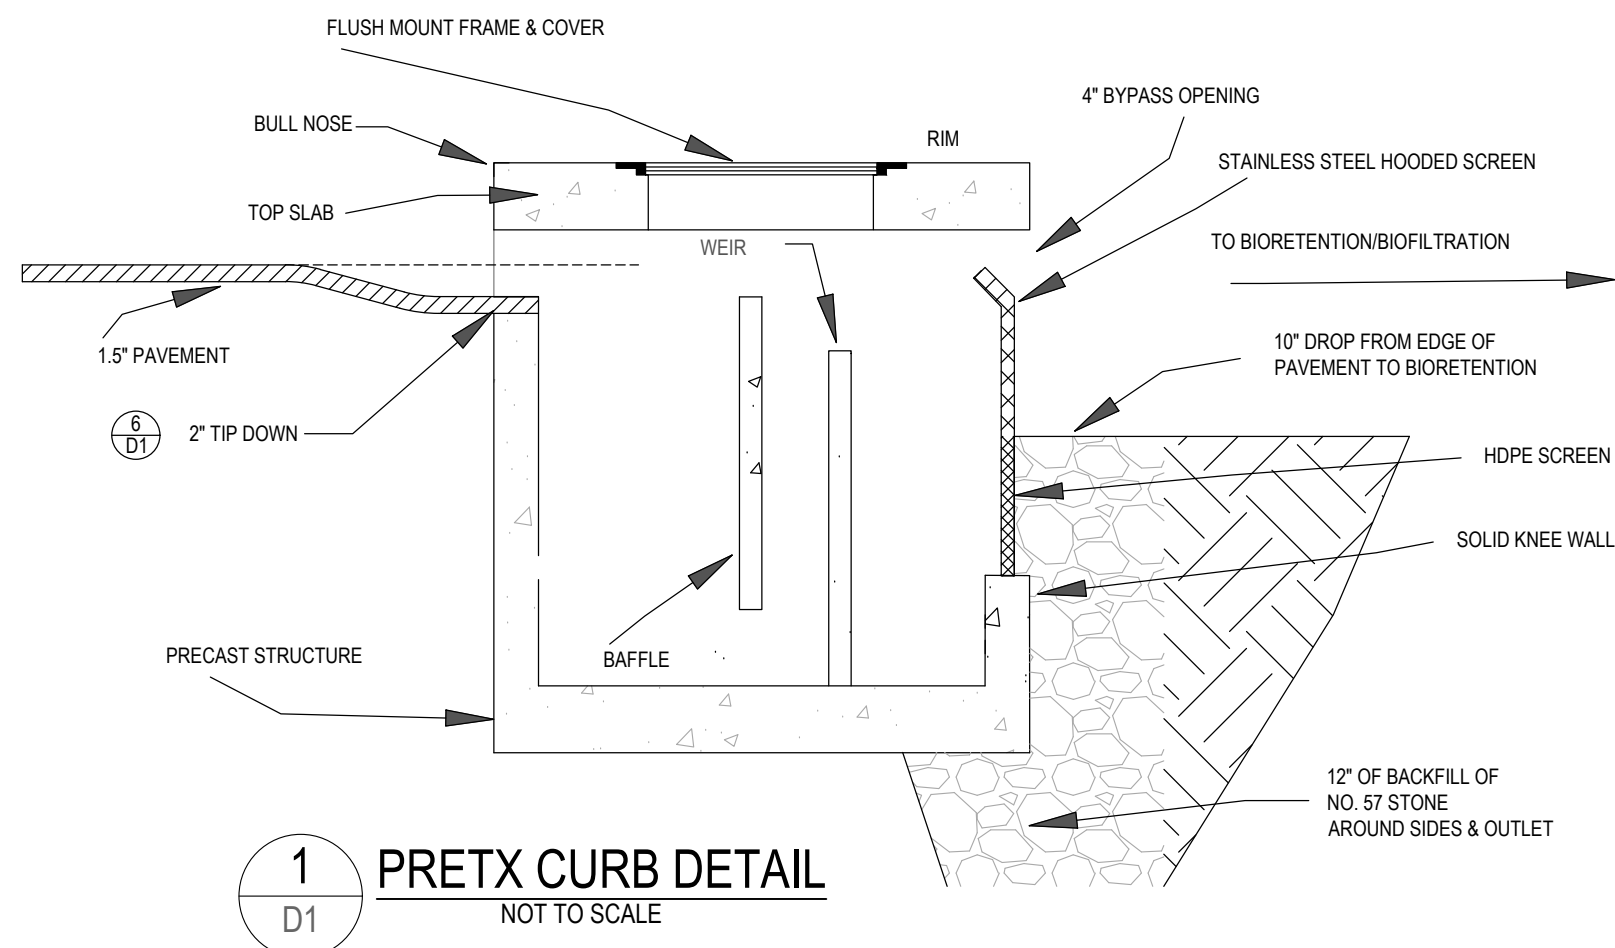 FLUSH MOUNT FRAME & COVER
4" BYPASS OPENING
BULL NOSE
RIM
STAINLESS STEEL HOODED SCREEN
TOP SLAB
WEIR
TO BIORETENTION/BIOFILTRATION
1.5" PAVEMENT
10" DROP FROM EDGE OF
PAVEMENT TO BIORETENTION
6
D1
2" TIP DOWN
HDPE SCREEN
SOLID KNEE WALL
PRECAST STRUCTURE
BAFFLE
12" OF BACKFILL OF
NO. 57 STONE
AROUND SIDES & OUTLET
1
D1
PRETX CURB DETAIL
NOT TO SCALE